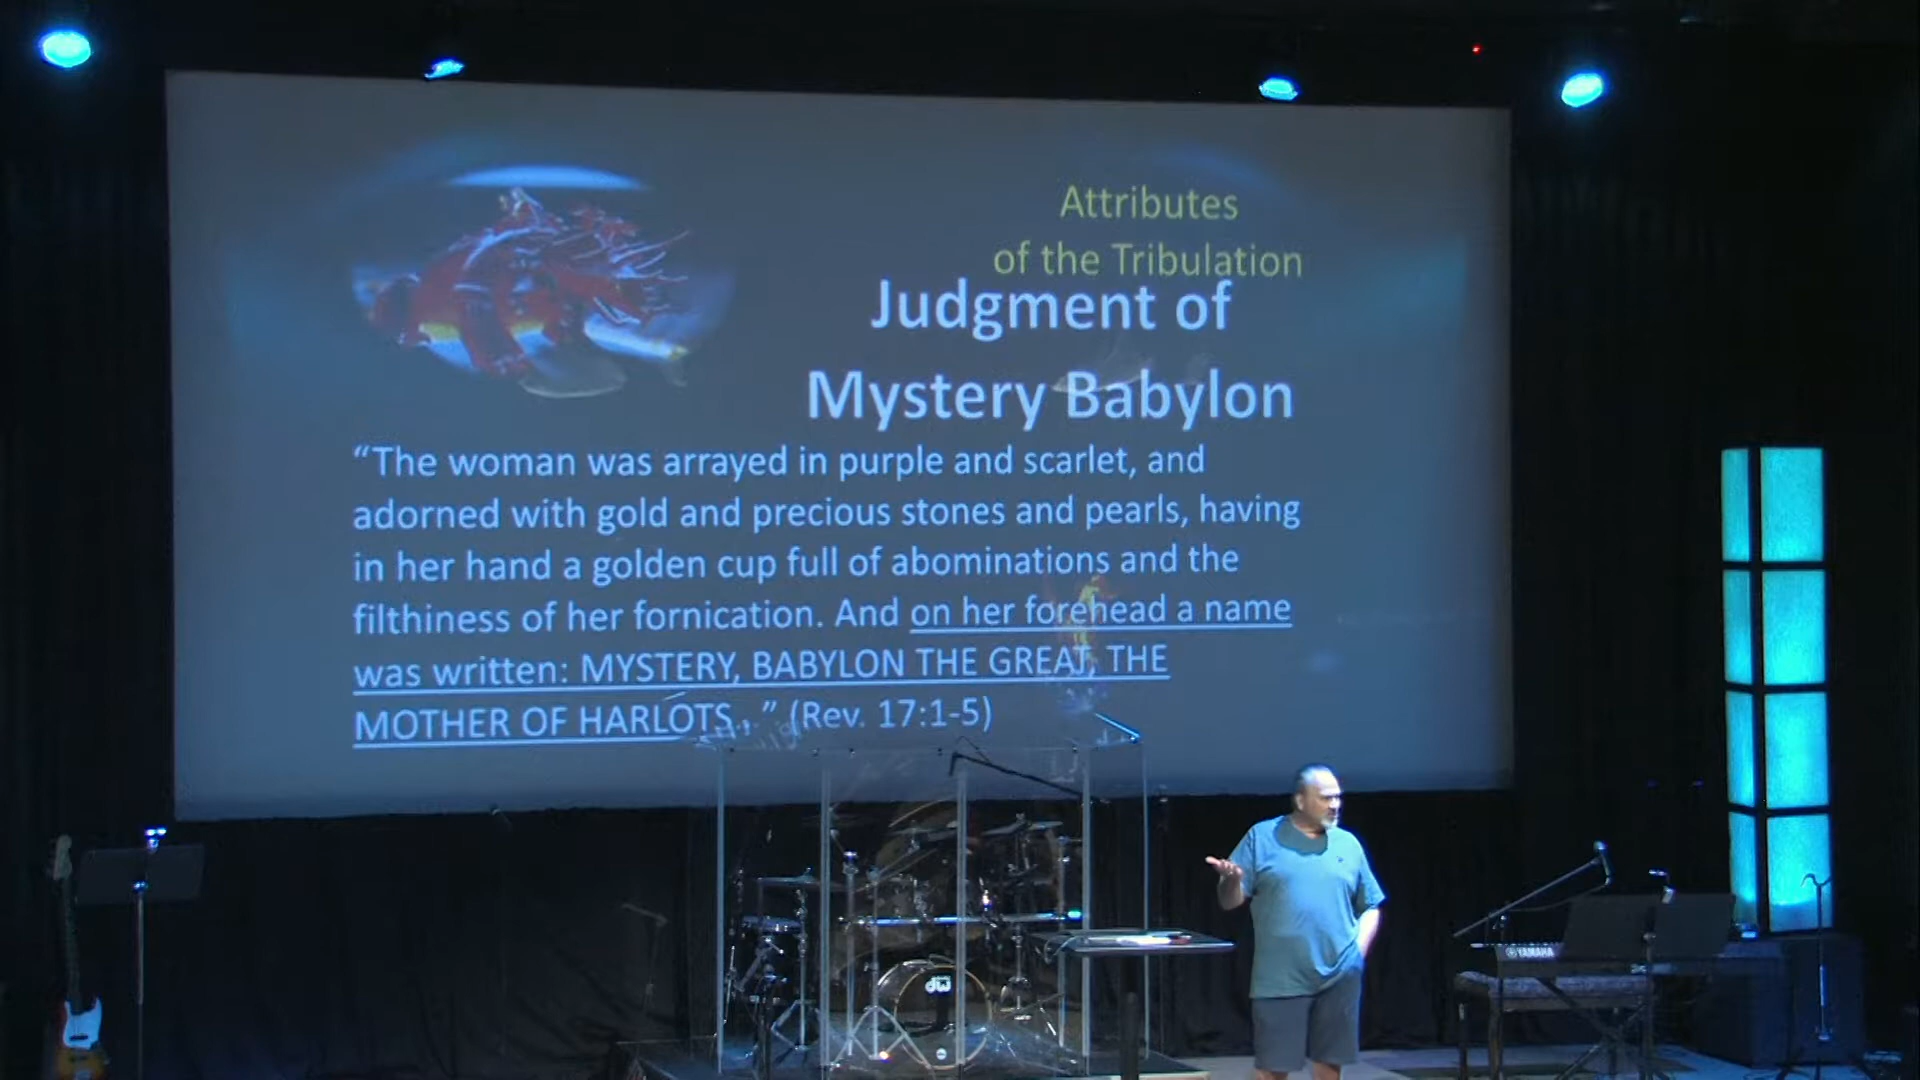 Attributes
of the Tribulation
Judgment of
Mystery Babylon
“The woman was arrayed in purple and scarlet, and
adorned with gold and precious stones and pearls, having
in her hand a golden cup full of abominations and the
filthiness of her fornication. And on her forehead a name
was written: MYSTERY, BABYLON THE GREAT, THE
MOTHER OF HARLOTS...” (Rev. 17:1-5)
dw
YAMAHA